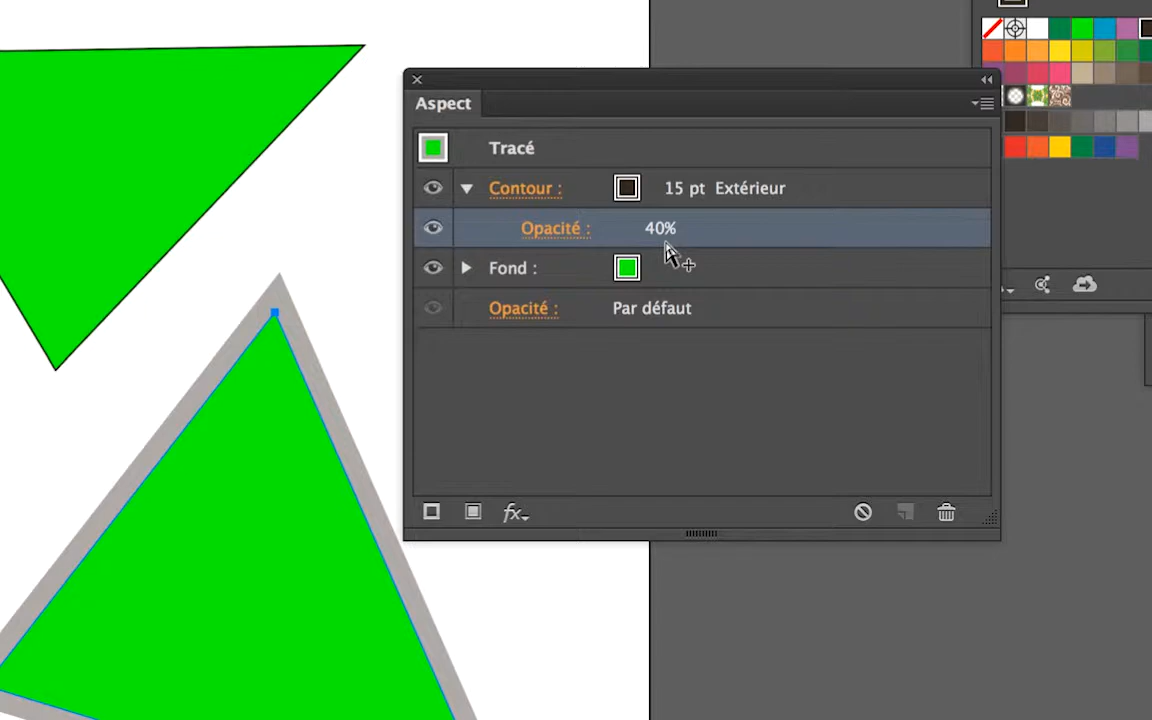 Aspect
Tracé
Contour : 15 pt Extérieur
Opacité : 40%
Fond :
Opacité : Par défaut
fx